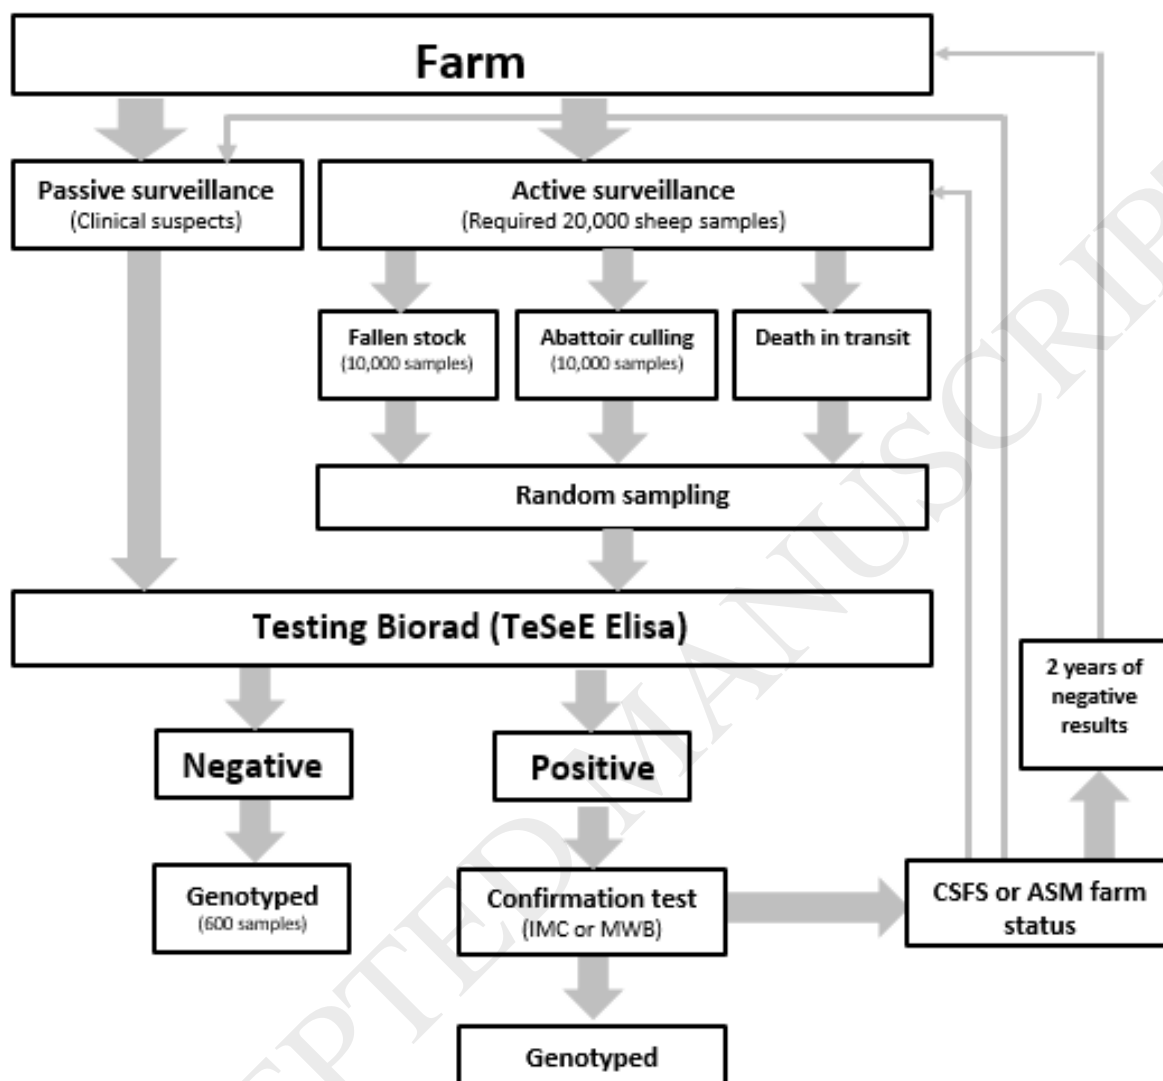 Farm
Passive surveillance
(Clinical suspects)
Active surveillance
(Required 20,000 sheep samples)
Fallen stock
(10,000 samples)
Abattoir culling
(10,000 samples)
Death in transit
Random sampling
Testing Biorad (TeSeE Elisa)
2 years of
negative
results
Negative
Positive
Genotyped
(600 samples)
Confirmation test
(IMC or MWB)
CSFS or ASM farm
status
Genotyped
PTED MANUSCRIP